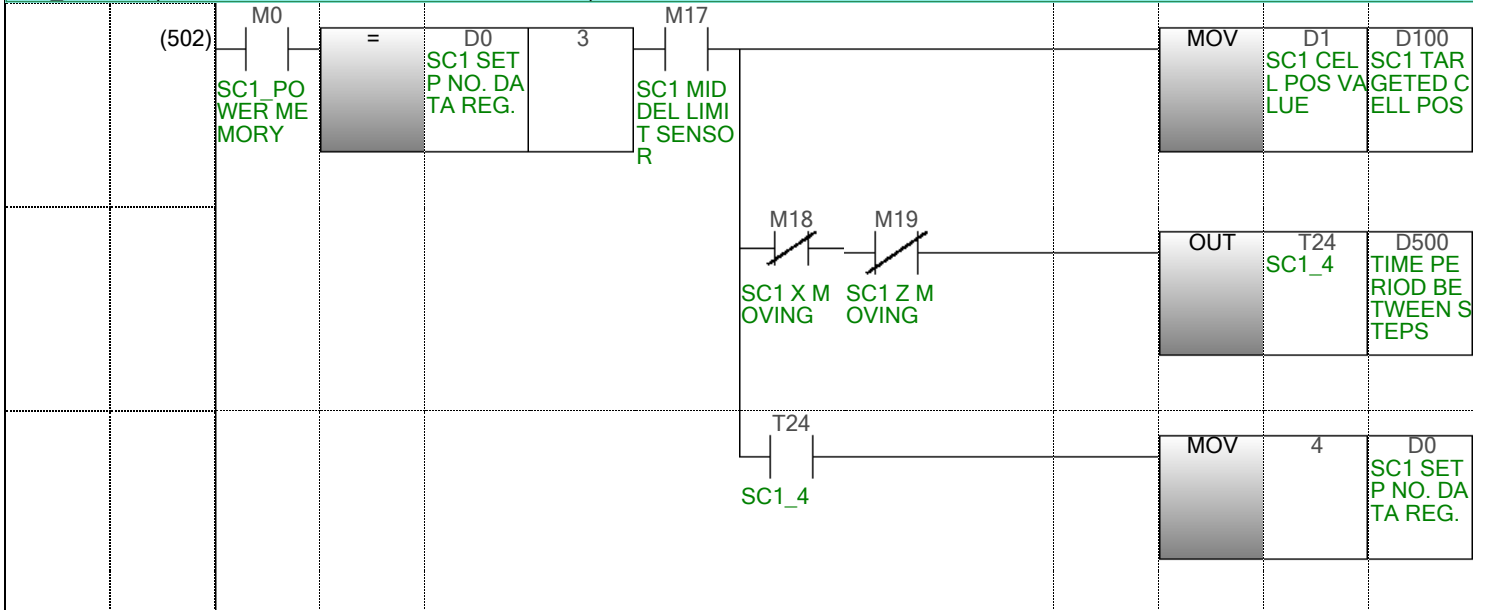 M0
M17
(502)
=
D0
3
MOV
D1
D100
SC1 SET
P NO. DA
TA REG.
SC1 CEL
L POS VA
LUE
SC1 TAR
GETED C
ELL POS
SC1_PO
WER ME
MORY
SC1 MID
DEL LIMI
T SENSO
R
M18
M19
OUT
T24
D500
SC1_4
TIME PE
RIOD BE
TWEEN S
TEPS
SC1 X M
OVING
SC1 Z M
OVING
T24
MOV
4
D0
SC1 SET
P NO. DA
TA REG.
SC1_4